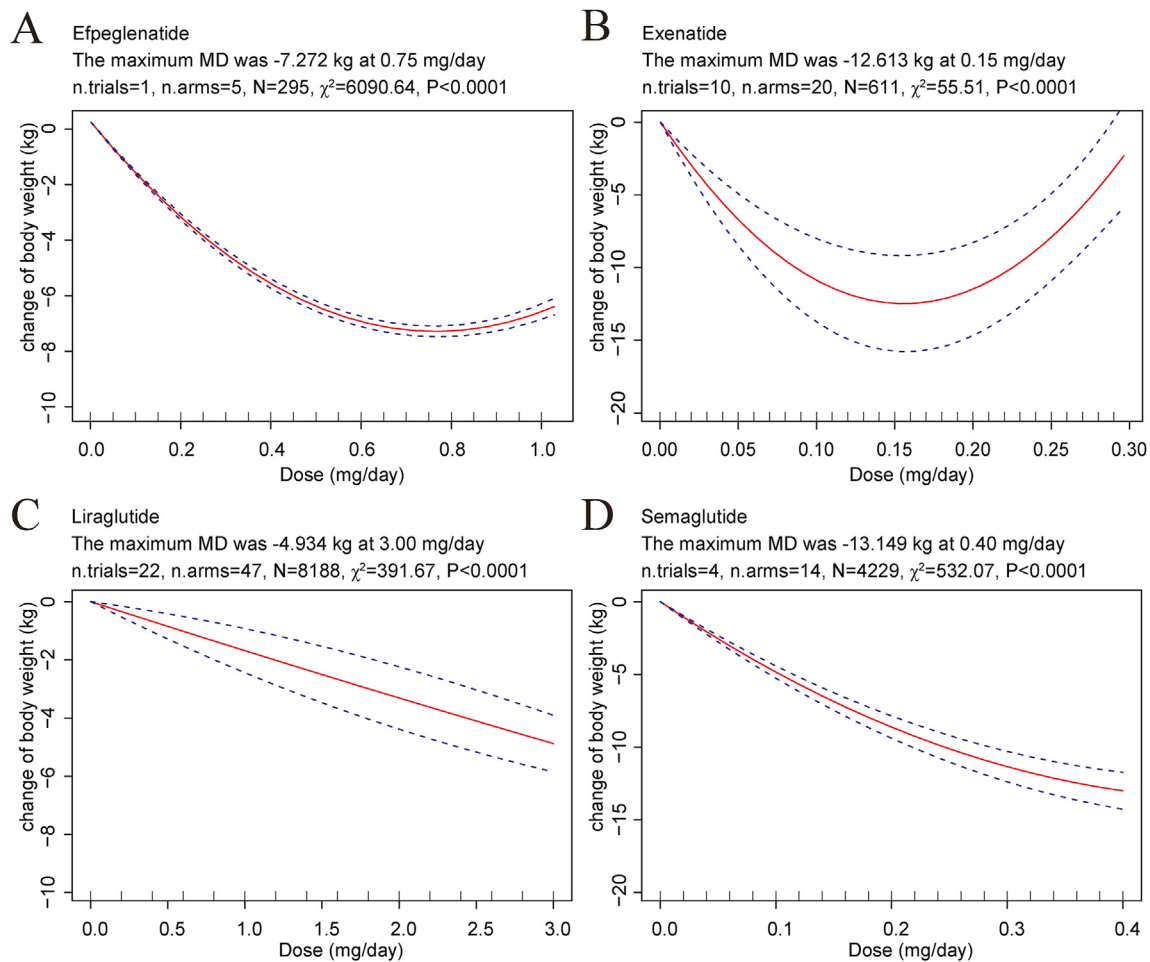 A
Efpeglenatide
The maximum MD was -7.272 kg at 0.75 mg/day
n.trials=1, n.arms=5, N=295, χ²=6090.64, P<0.0001
change of body weight (kg)
0
-2
-4
-6
-8
-10
0.0 0.2 0.4 0.6 0.8 1.0
Dose (mg/day)
B
Exenatide
The maximum MD was -12.613 kg at 0.15 mg/day
n.trials=10, n.arms=20, N=611, χ²=55.51, P<0.0001
change of body weight (kg)
0
-5
-10
-15
-20
0.00 0.05 0.10 0.15 0.20 0.25 0.30
Dose (mg/day)
C
Liraglutide
The maximum MD was -4.934 kg at 3.00 mg/day
n.trials=22, n.arms=47, N=8188, χ²=391.67, P<0.0001
change of body weight (kg)
0
-2
-4
-6
-8
-10
0.0 0.5 1.0 1.5 2.0 2.5 3.0
Dose (mg/day)
D
Semaglutide
The maximum MD was -13.149 kg at 0.40 mg/day
n.trials=4, n.arms=14, N=4229, χ²=532.07, P<0.0001
change of body weight (kg)
0
-5
-10
-15
-20
0.0 0.1 0.2 0.3 0.4
Dose (mg/day)